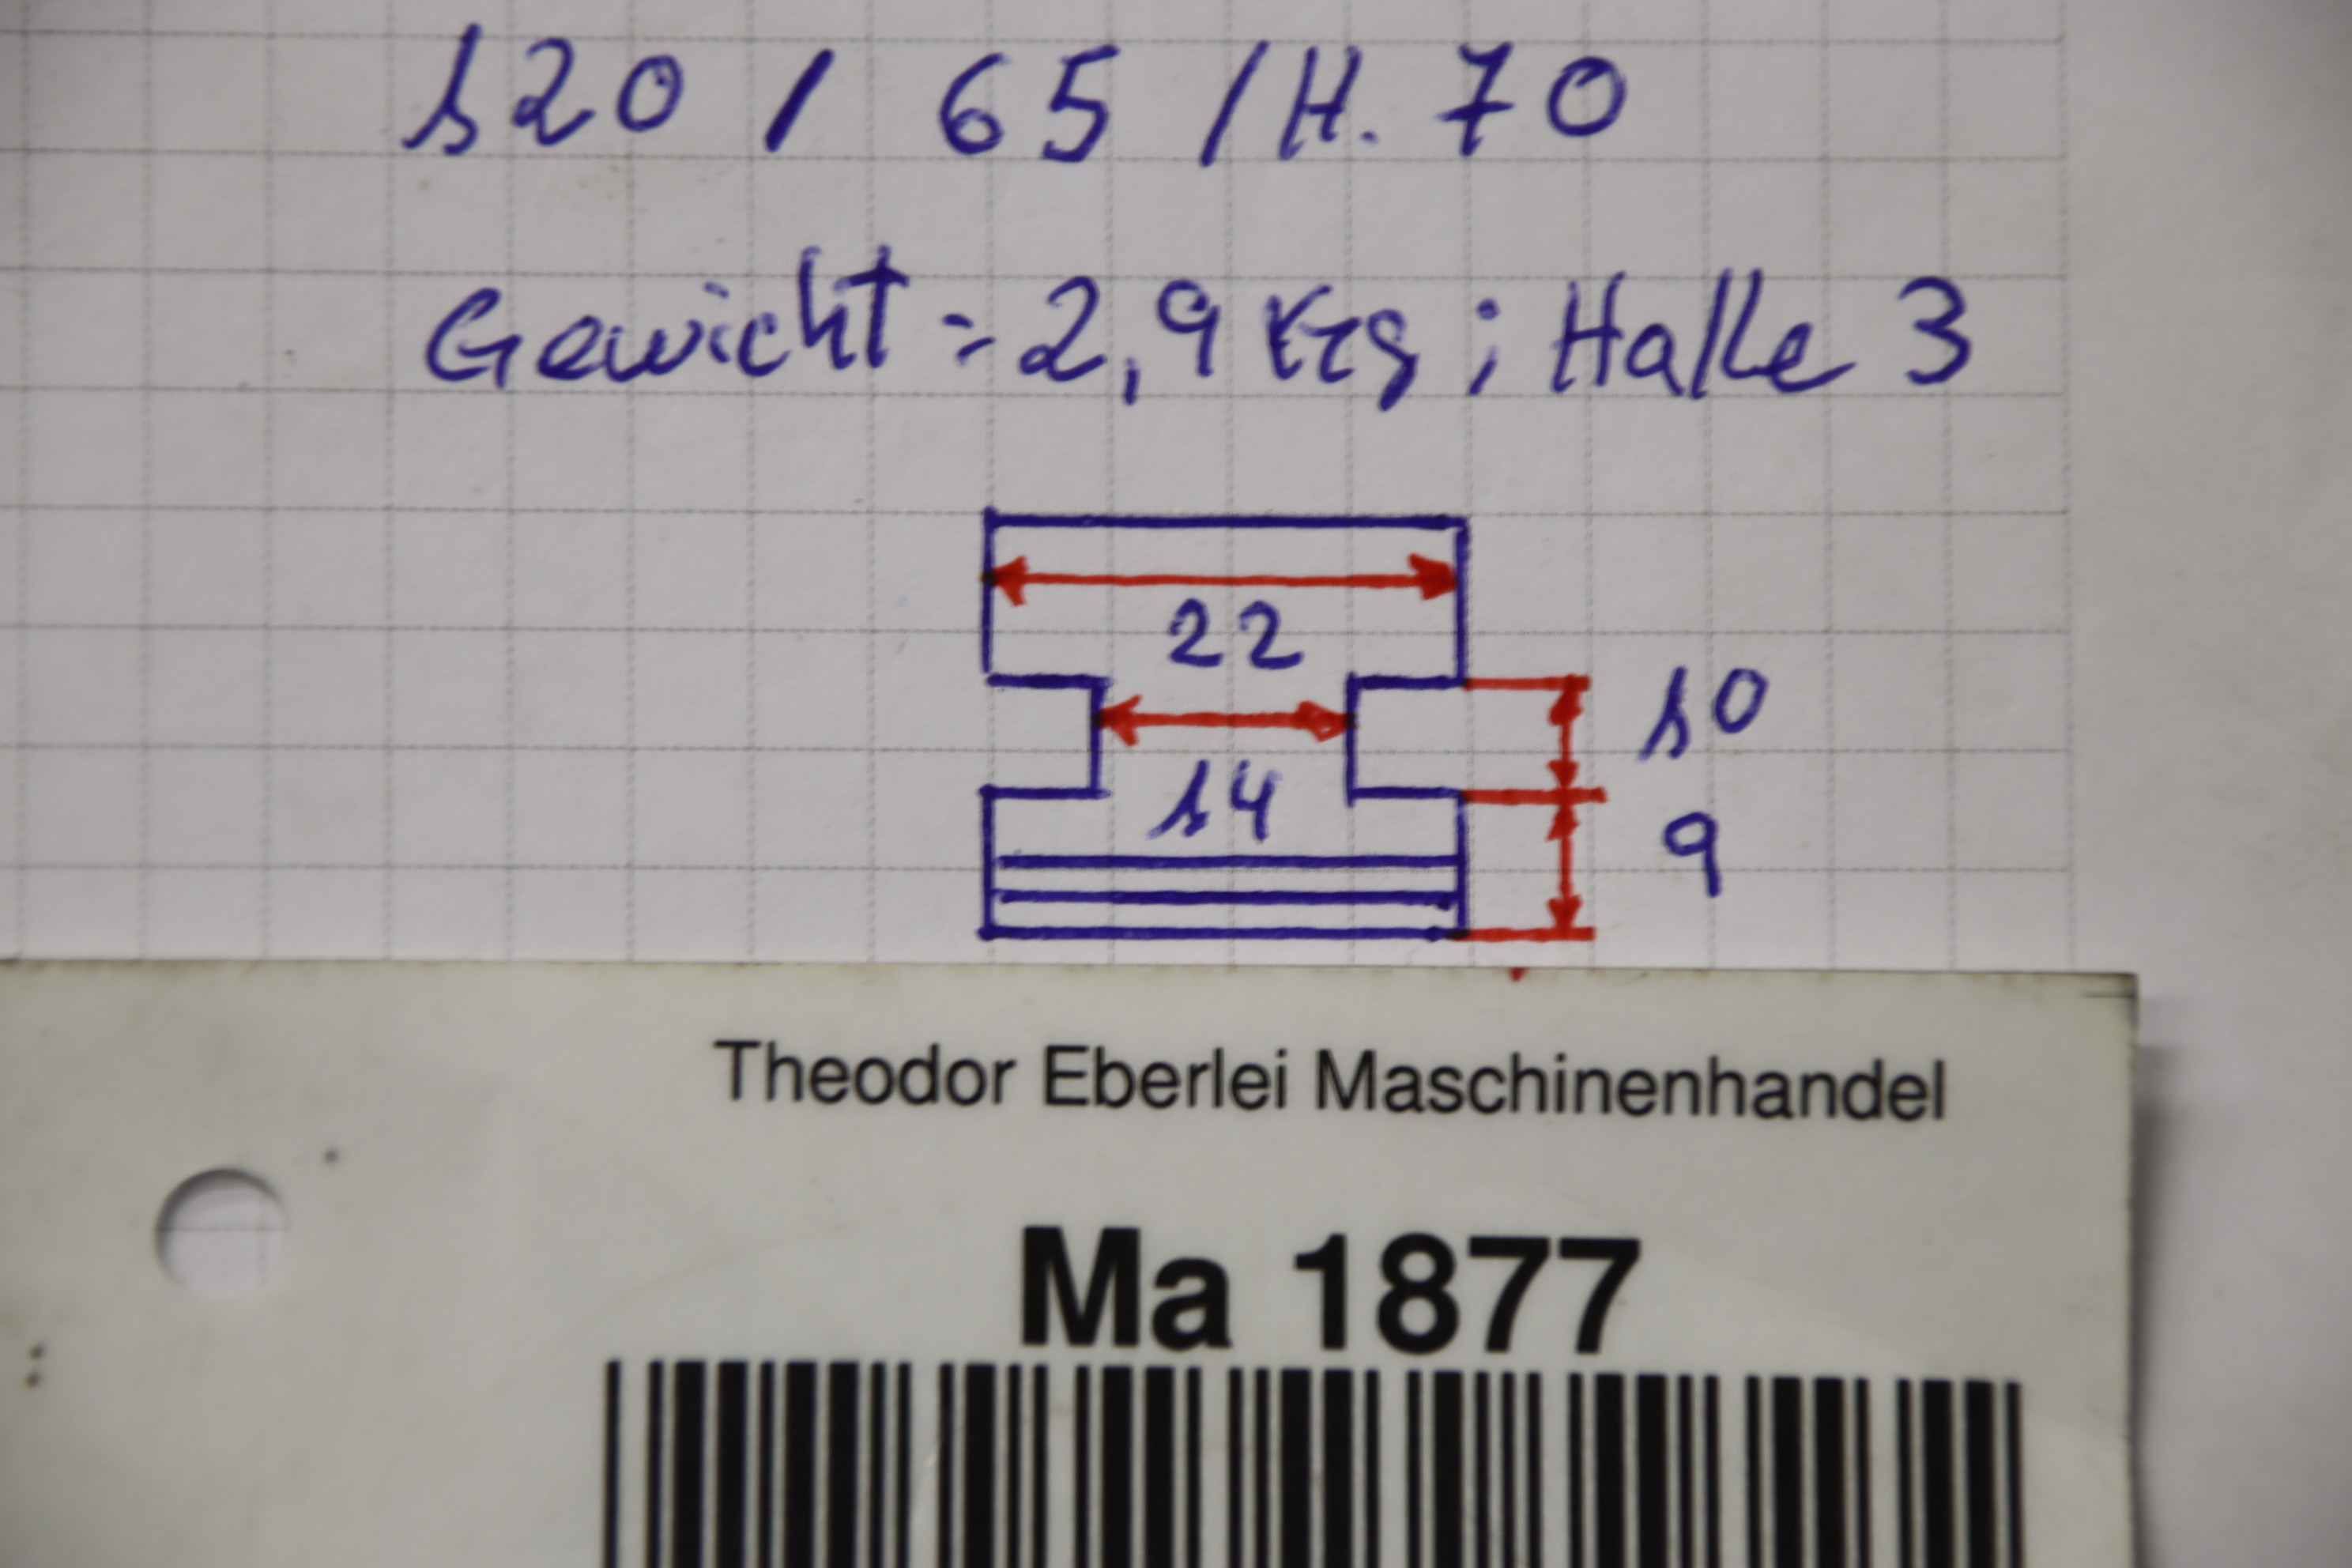 120 / 65 / H. 70
Gewicht = 2,9 Kg ; Halle 3
22
10
14
9
Theodor Eberlei Maschinenhandel
Ma 1877